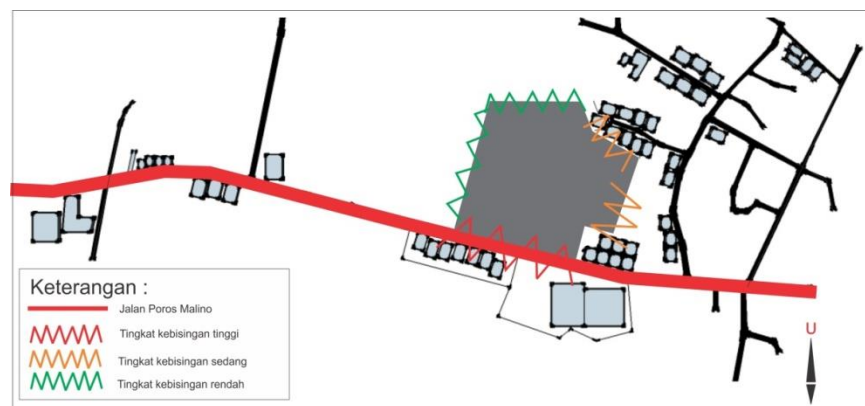 Keterangan :
Jalan Poros Malino
Tingkat kebisingan tinggi
Tingkat kebisingan sedang
Tingkat kebisingan rendah
U